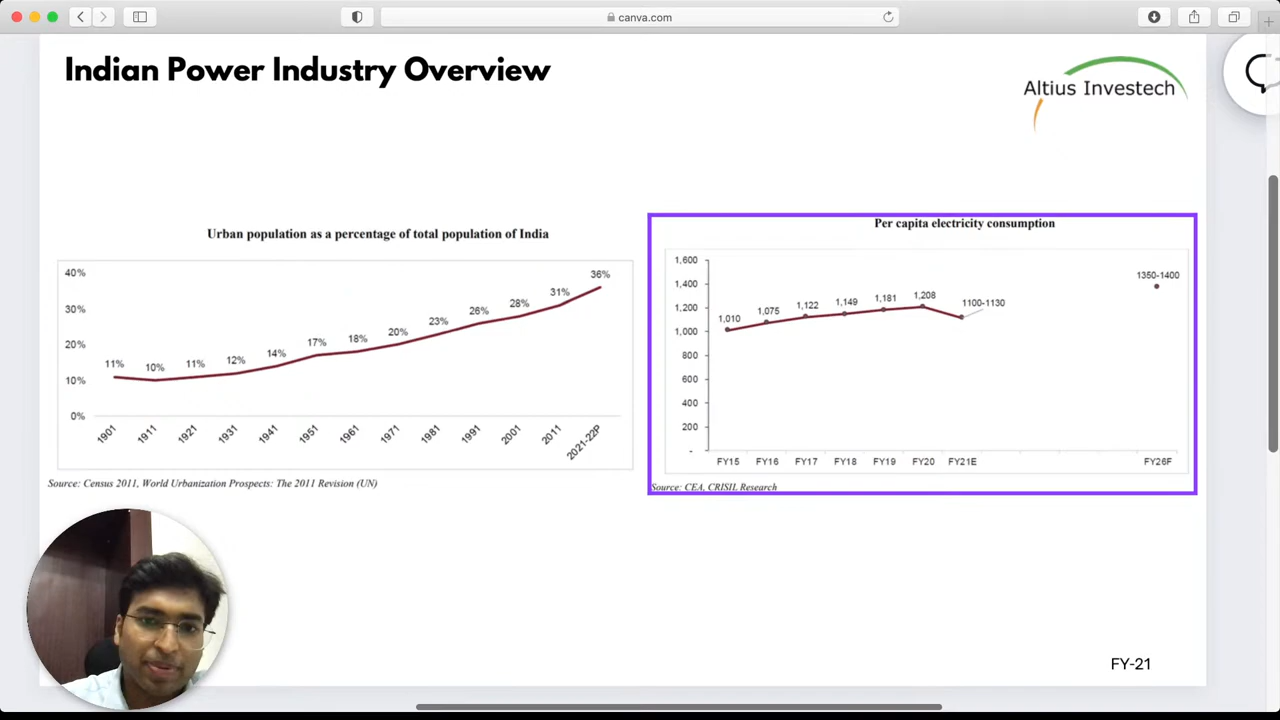 canva.com
Indian Power Industry Overview
Altius Investech
Urban population as a percentage of total population of India
40%
30%
20%
10%
0%
11%
10%
11%
12%
14%
17%
18%
20%
23%
26%
28%
31%
36%
1901
1911
1921
1931
1941
1951
1961
1971
1981
1991
2001
2011
2021-22P
Source: Census 2011, World Urbanization Prospects: The 2011 Revision (UN)
Per capita electricity consumption
1,600
1,400
1,200
1,000
800
600
400
200
-
1,010
1,075
1,122
1,149
1,181
1,208
1100-1130
1350-1400
FY15
FY16
FY17
FY18
FY19
FY20
FY21E
FY26F
Source: CEA, CRISIL Research
FY-21